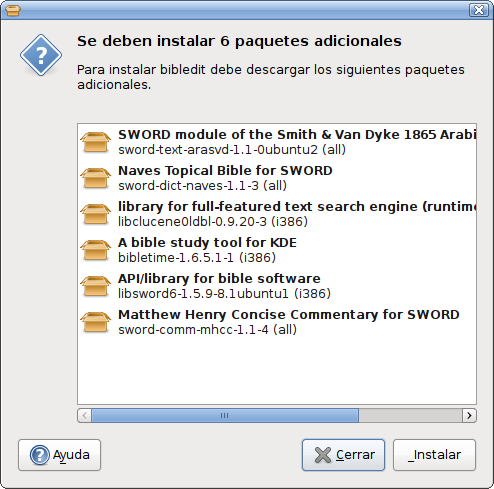 Se deben instalar 6 paquetes adicionales
Para instalar bibledit debe descargar los siguientes paquetes
adicionales.
SWORD module of the Smith & Van Dyke 1865 Arabi
sword-text-arasvd-1.1-0ubuntu2 (all)
Naves Topical Bible for SWORD
sword-dict-naves-1.1-3 (all)
library for full-featured text search engine (runtime
libclucene0ldbl-0.9.20-3 (i386)
A bible study tool for KDE
bibletime-1.6.5.1-1 (i386)
API/library for bible software
libsword6-1.5.9-8.1ubuntu1 (i386)
Matthew Henry Concise Commentary for SWORD
sword-comm-mhcc-1.1-4 (all)
Ayuda
Cerrar
_Instalar